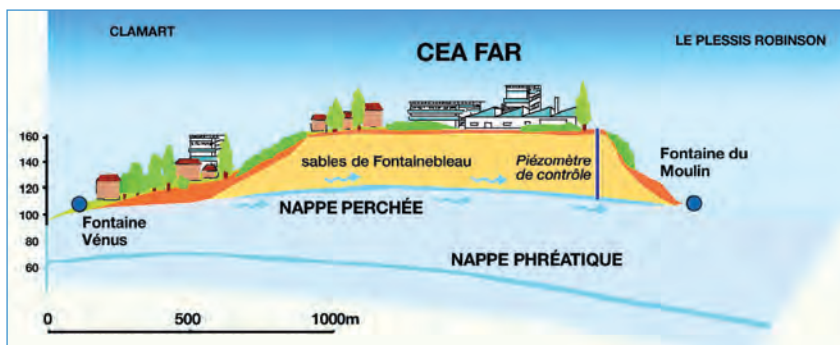 CLAMART
CEA FAR
LE PLESSIS ROBINSON
160
140
120
100
80
60
sables de Fontainebleau
Piézomètre
de contrôle
Fontaine du
Moulin
Fontaine
Vénus
NAPPE PERCHÉE
NAPPE PHRÉATIQUE
0
500
1000m